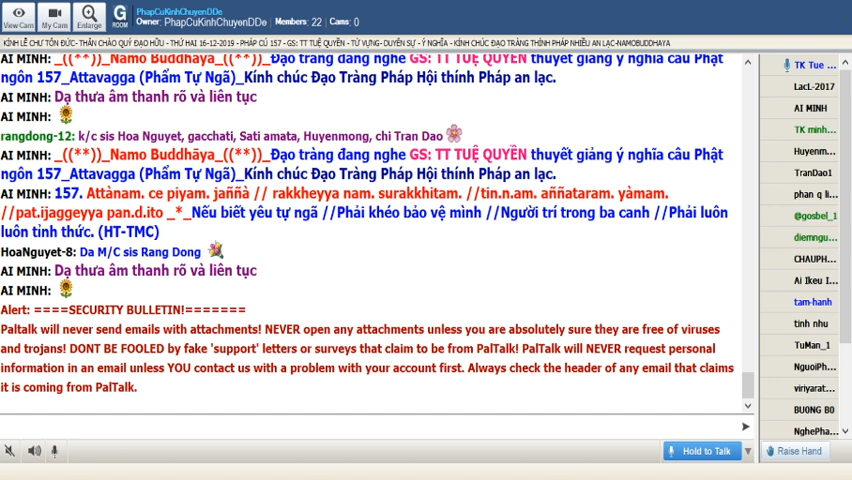 PhapCuKinhChuyenDDe
Owner: PhapCuKinhChuyenDDe Members: 22 Cams: 0
View Cam My Cam Enlarge G ROOM
KÍNH LỄ CHƯ TÔN ĐỨC- THÂN CHÀO QUÝ ĐẠO HỮU - THỨ HAI 16-12-2019 - PHÁP CÚ 157 - GS: TT TUỆ QUYỀN - TỪ VỰNG- DUYÊN SỰ - Ý NGHĨA - KÍNH CHÚC ĐẠO TRÀNG THÍNH PHÁP NHIỀU AN LẠC-NAMOBUDDHAYA
AI MINH: _((**))_Namo Buddhāya_((**))_Đạo tràng đang nghe GS: TT TUỆ QUYỀN thuyết giảng ý nghĩa câu Phật
ngôn 157_Attavagga (Phẩm Tự Ngã)_Kính chúc Đạo Tràng Pháp Hội thính Pháp an lạc.
AI MINH: Dạ thưa âm thanh rõ và liên tục
AI MINH:
rangdong-12: k/c sis Hoa Nguyet, gacchati, Sati amata, Huyenmong, chi Tran Dao
AI MINH: _((**))_Namo Buddhāya_((**))_Đạo tràng đang nghe GS: TT TUỆ QUYỀN thuyết giảng ý nghĩa câu Phật
ngôn 157_Attavagga (Phẩm Tự Ngã)_Kính chúc Đạo Tràng Pháp Hội thính Pháp an lạc.
AI MINH: 157. Attànam. ce piyam. jaññà // rakkheyya nam. surakkhitam. //tin.n.am. aññataram. yàmam.
//pat.ijaggeyya pan.d.ito _*_Nếu biết yêu tự ngã //Phải khéo bảo vệ mình //Người trí trong ba canh //Phải luôn
luôn tỉnh thức. (HT-TMC)
HoaNguyet-8: Da M/C sis Rang Dong
AI MINH: Dạ thưa âm thanh rõ và liên tục
AI MINH:
Alert: ====SECURITY BULLETIN!=======
Paltalk will never send emails with attachments! NEVER open any attachments unless you are absolutely sure they are free of viruses
and trojans! DONT BE FOOLED by fake 'support' letters or surveys that claim to be from PalTalk! PalTalk will NEVER request personal
information in an email unless YOU contact us with a problem with your account first. Always check the header of any email that claims
it is coming from PalTalk.
Hold to Talk
TK Tue ...
LacL-2017
AI MINH
TK minh...
Huyenm...
TranDao1
phan q li...
@gosbel_1
diemngu...
CHAUPH...
Ai Ikeu I...
tam-hanh
tinh nhu
TuMan_1
NguoiPh...
viriyarat...
BUONG B0
NghePha...
Raise Hand